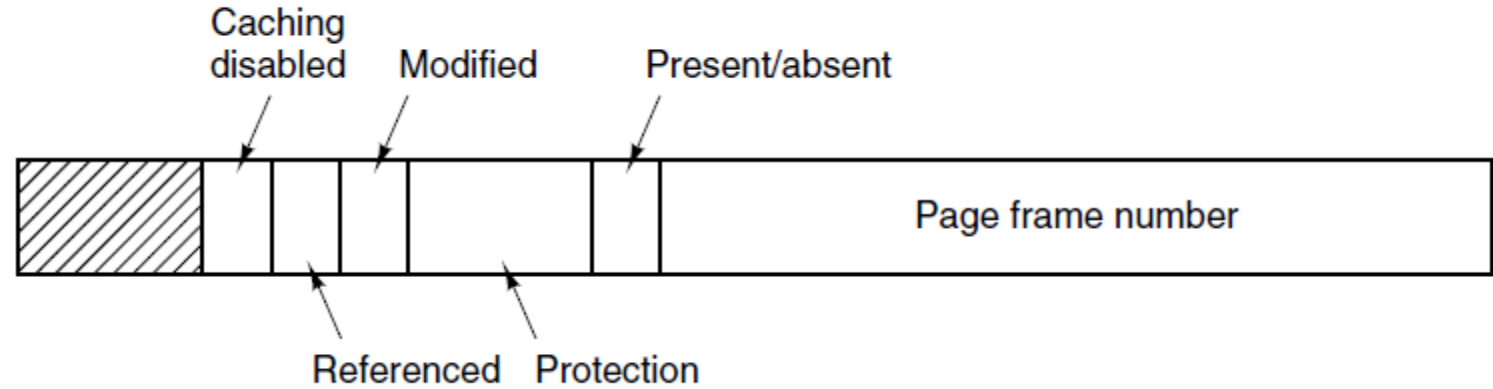 Caching
disabled
Modified
Present/absent
Page frame number
Referenced
Protection